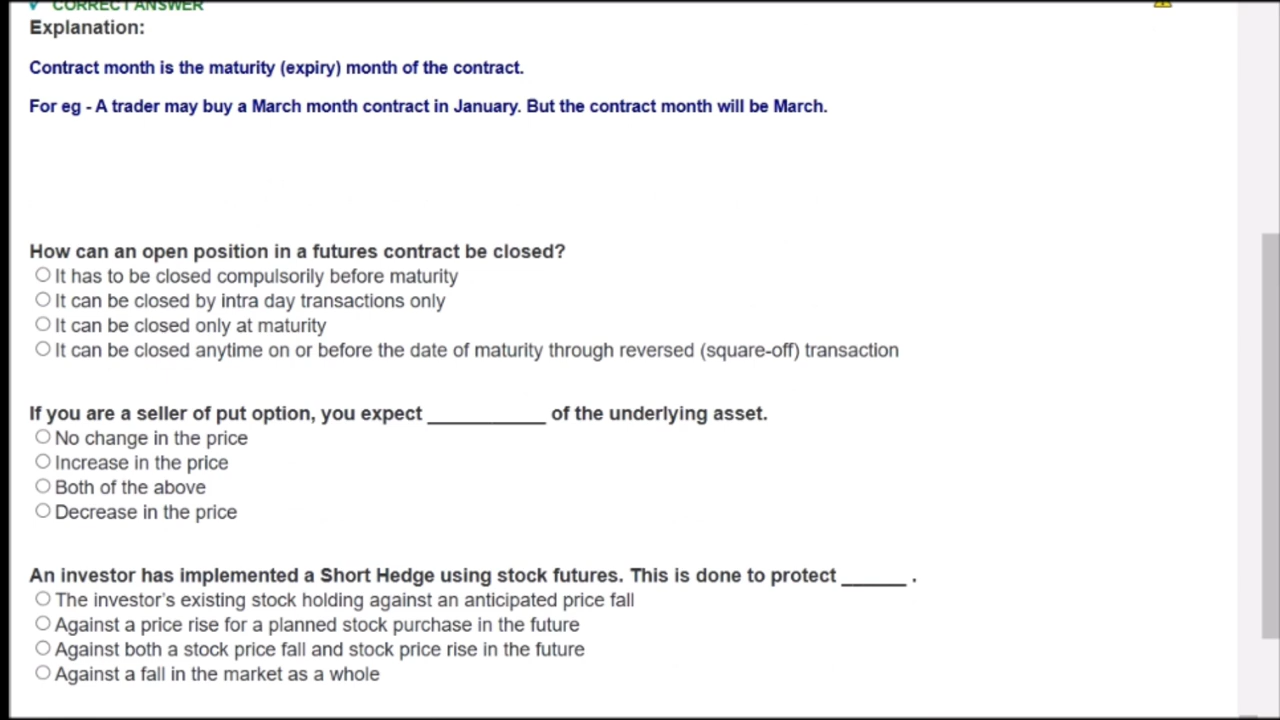 CORRECT ANSWER
Explanation:
Contract month is the maturity (expiry) month of the contract.
For eg - A trader may buy a March month contract in January. But the contract month will be March.
How can an open position in a futures contract be closed?
It has to be closed compulsorily before maturity
It can be closed by intra day transactions only
It can be closed only at maturity
It can be closed anytime on or before the date of maturity through reversed (square-off) transaction
If you are a seller of put option, you expect ___________ of the underlying asset.
No change in the price
Increase in the price
Both of the above
Decrease in the price
An investor has implemented a Short Hedge using stock futures. This is done to protect ______ .
The investor's existing stock holding against an anticipated price fall
Against a price rise for a planned stock purchase in the future
Against both a stock price fall and stock price rise in the future
Against a fall in the market as a whole